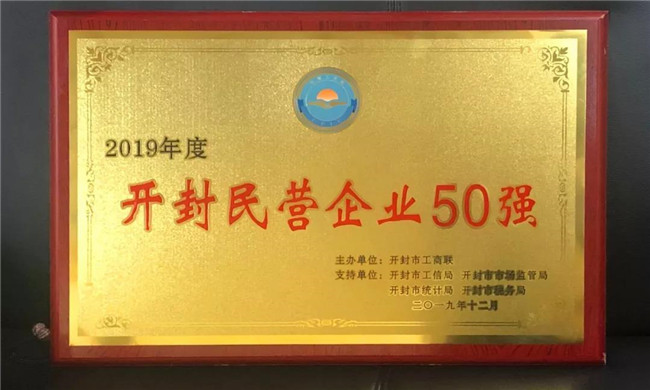 2019年度
开封民营企业50强
主办单位：开封市工商联
支持单位：开封市工信局 开封市市场监管局
开封市统计局 开封市税务局
二〇一九年十二月